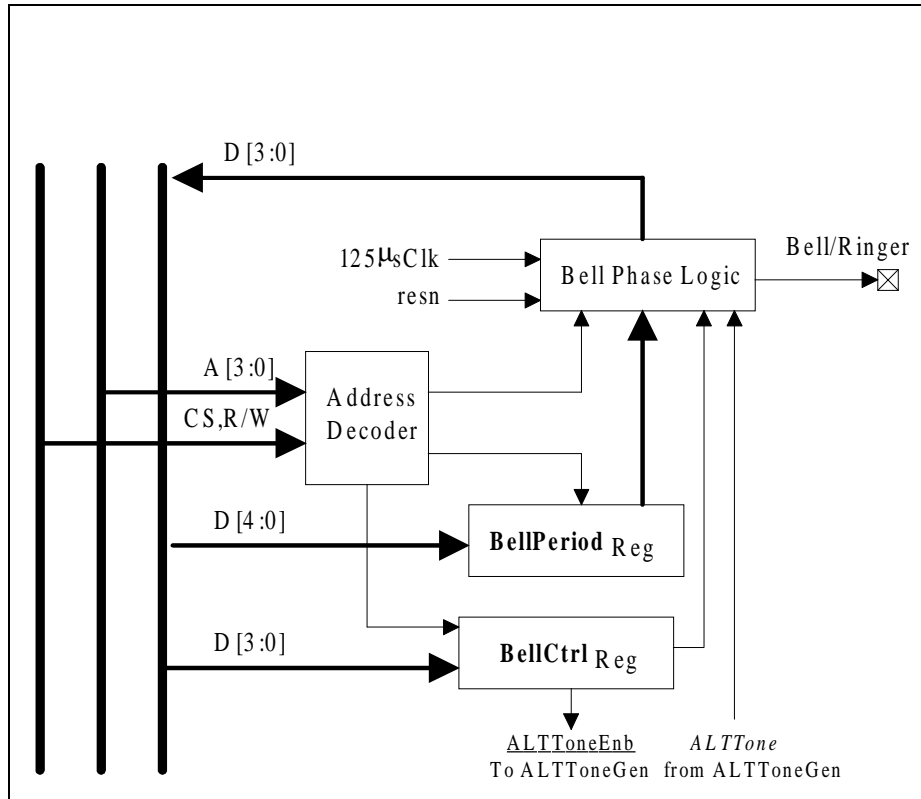 D[3:0]
125µsClk
resn
Bell Phase Logic
Bell/Ringer
A[3:0]
CS,R/W
Address
Decoder
D[4:0]
BellPeriod Reg
D[3:0]
BellCtrl Reg
ALTToneEnb
To ALTToneGen
ALTTone
from ALTToneGen